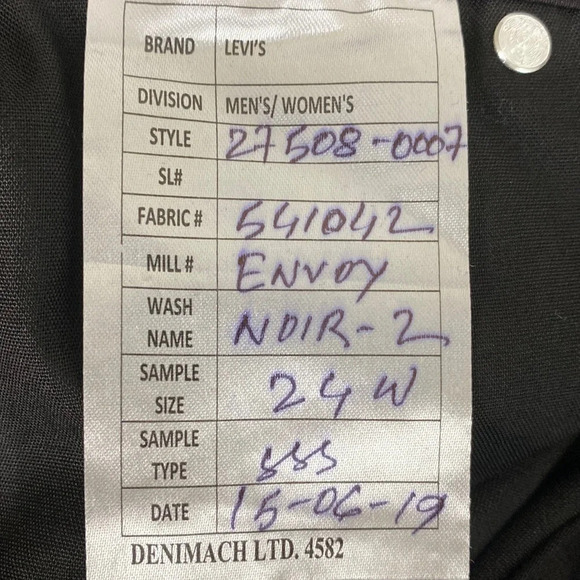 BRAND LEVI'S
DIVISION MEN'S/ WOMEN'S
STYLE 27508-0007
SL#
FABRIC # 541042
MILL # ENVOY
WASH NAME NOIR-2
SAMPLE SIZE 24 W
SAMPLE TYPE SSS
DATE 15-06-19
DENIMACH LTD. 4582